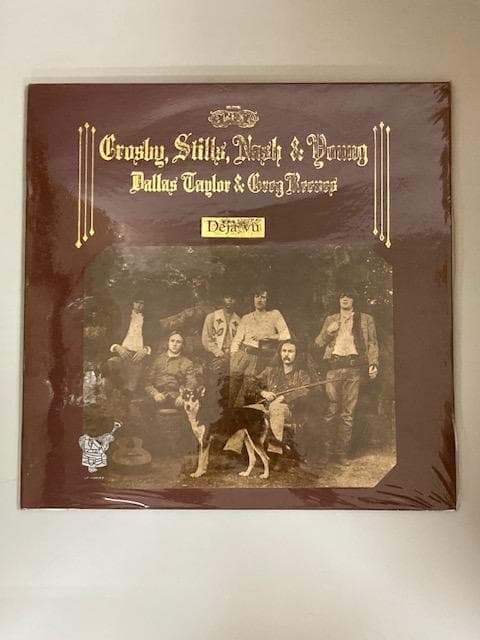 Crosby, Stills, Nash & Young
Dallas Taylor & Greg Reeves
Déjà vu